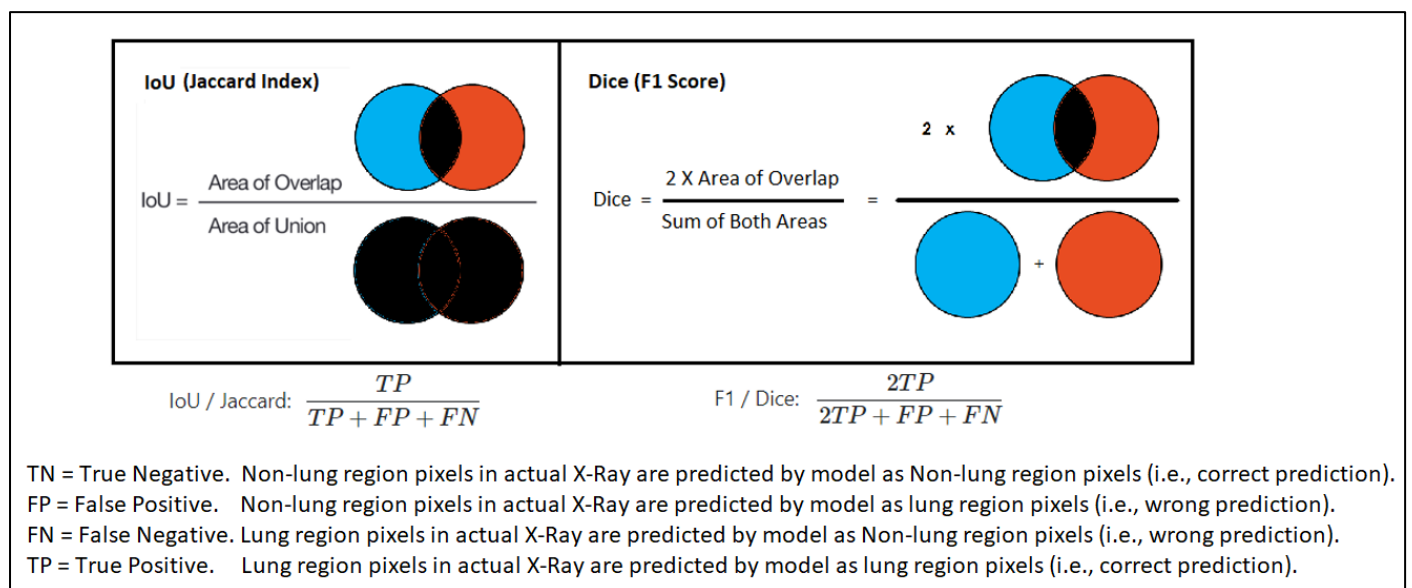 IoU (Jaccard Index)
IoU =
Area of Overlap
Area of Union
Dice (F1 Score)
Dice =
2 X Area of Overlap
Sum of Both Areas
=
2 x
+
IoU / Jaccard:
TP
TP + FP + FN
F1 / Dice:
2TP
2TP + FP + FN
TN = True Negative. Non-lung region pixels in actual X-Ray are predicted by model as Non-lung region pixels (i.e., correct prediction).
FP = False Positive. Non-lung region pixels in actual X-Ray are predicted by model as lung region pixels (i.e., wrong prediction).
FN = False Negative. Lung region pixels in actual X-Ray are predicted by model as Non-lung region pixels (i.e., wrong prediction).
TP = True Positive. Lung region pixels in actual X-Ray are predicted by model as lung region pixels (i.e., correct prediction).